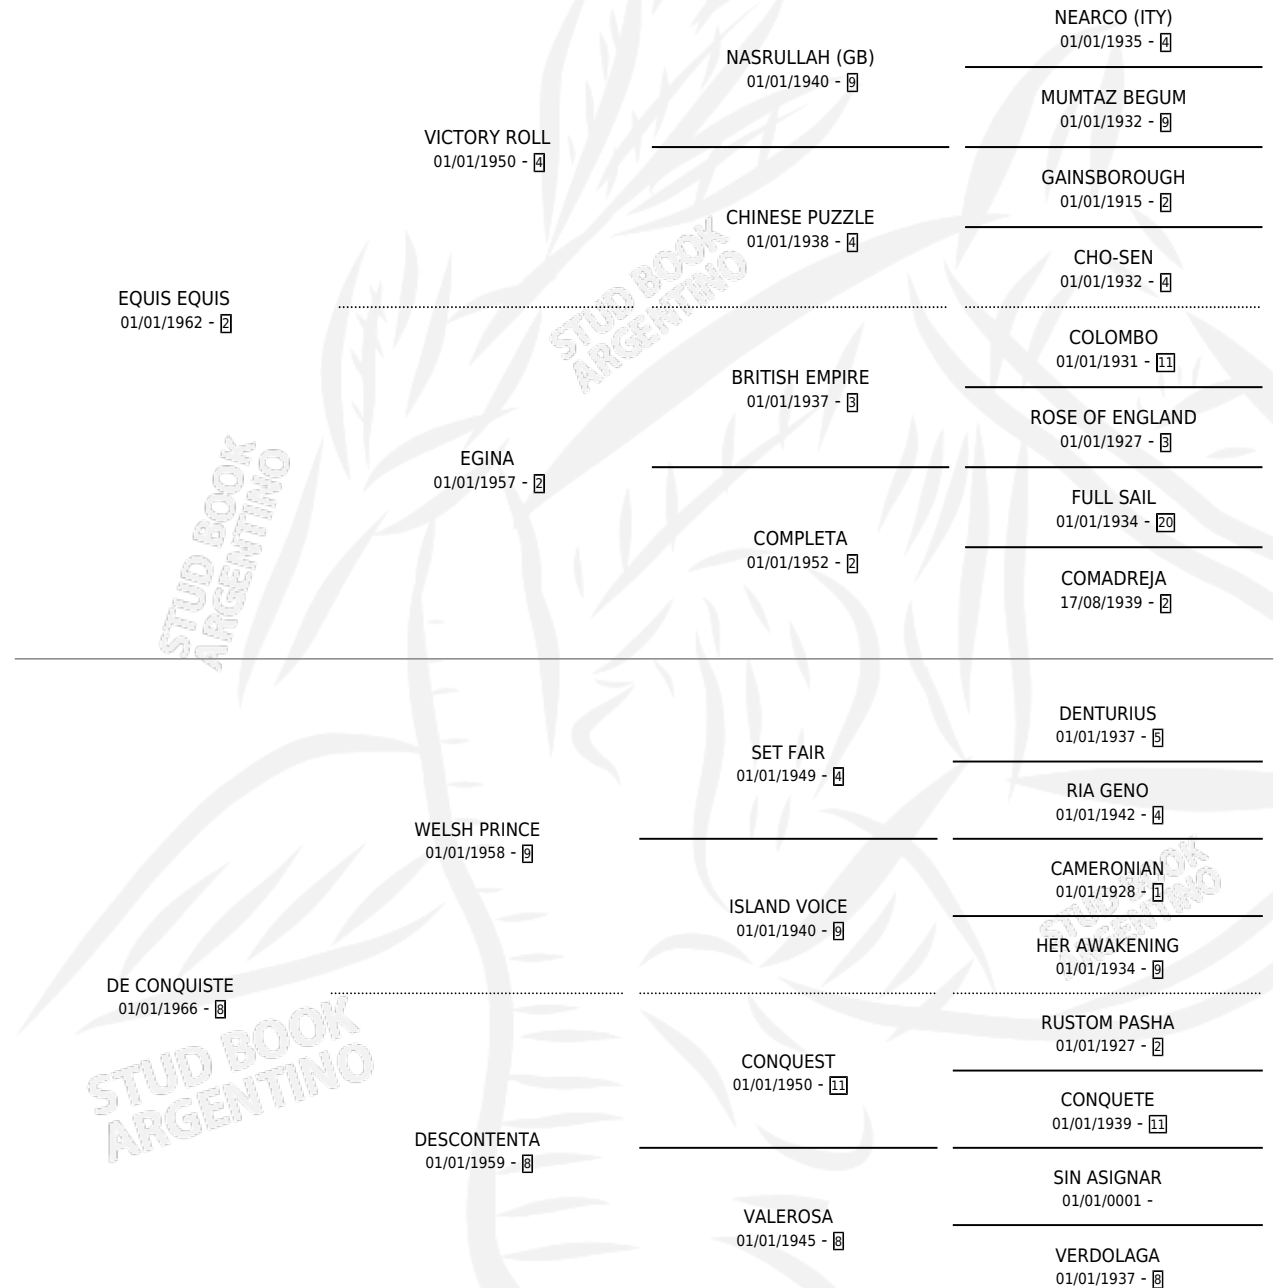 NEARCO (ITY)
01/01/1935 - 4
NASRULLAH (GB)
01/01/1940 - 9
MUMTAZ BEGUM
01/01/1932 - 9
VICTORY ROLL
01/01/1950 - 4
GAINSBOROUGH
01/01/1915 - 2
CHINESE PUZZLE
01/01/1938 - 4
CHO-SEN
01/01/1932 - 4
EQUIS EQUIS
01/01/1962 - 2
COLOMBO
01/01/1931 - 11
BRITISH EMPIRE
01/01/1937 - 3
ROSE OF ENGLAND
01/01/1927 - 3
EGINA
01/01/1957 - 2
FULL SAIL
01/01/1934 - 20
COMPLETA
01/01/1952 - 2
COMADREJA
17/08/1939 - 2
DENTURIUS
01/01/1937 - 5
SET FAIR
01/01/1949 - 4
RIA GENO
01/01/1942 - 4
WELSH PRINCE
01/01/1958 - 9
CAMERONIAN
01/01/1928 - 1
ISLAND VOICE
01/01/1940 - 9
HER AWAKENING
01/01/1934 - 9
DE CONQUISTE
01/01/1966 - 8
RUSTOM PASHA
01/01/1927 - 2
CONQUEST
01/01/1950 - 11
CONQUETE
01/01/1939 - 11
DESCONTENTA
01/01/1959 - 8
SIN ASIGNAR
01/01/0001 -
VALEROSA
01/01/1945 - 8
VERDOLAGA
01/01/1937 - 8
STUD BOOK
ARGENTINO
STUD BOOK
ARGENTINO
STUD BOOK
ARGENTINO
STUD BOOK
ARGENTINO